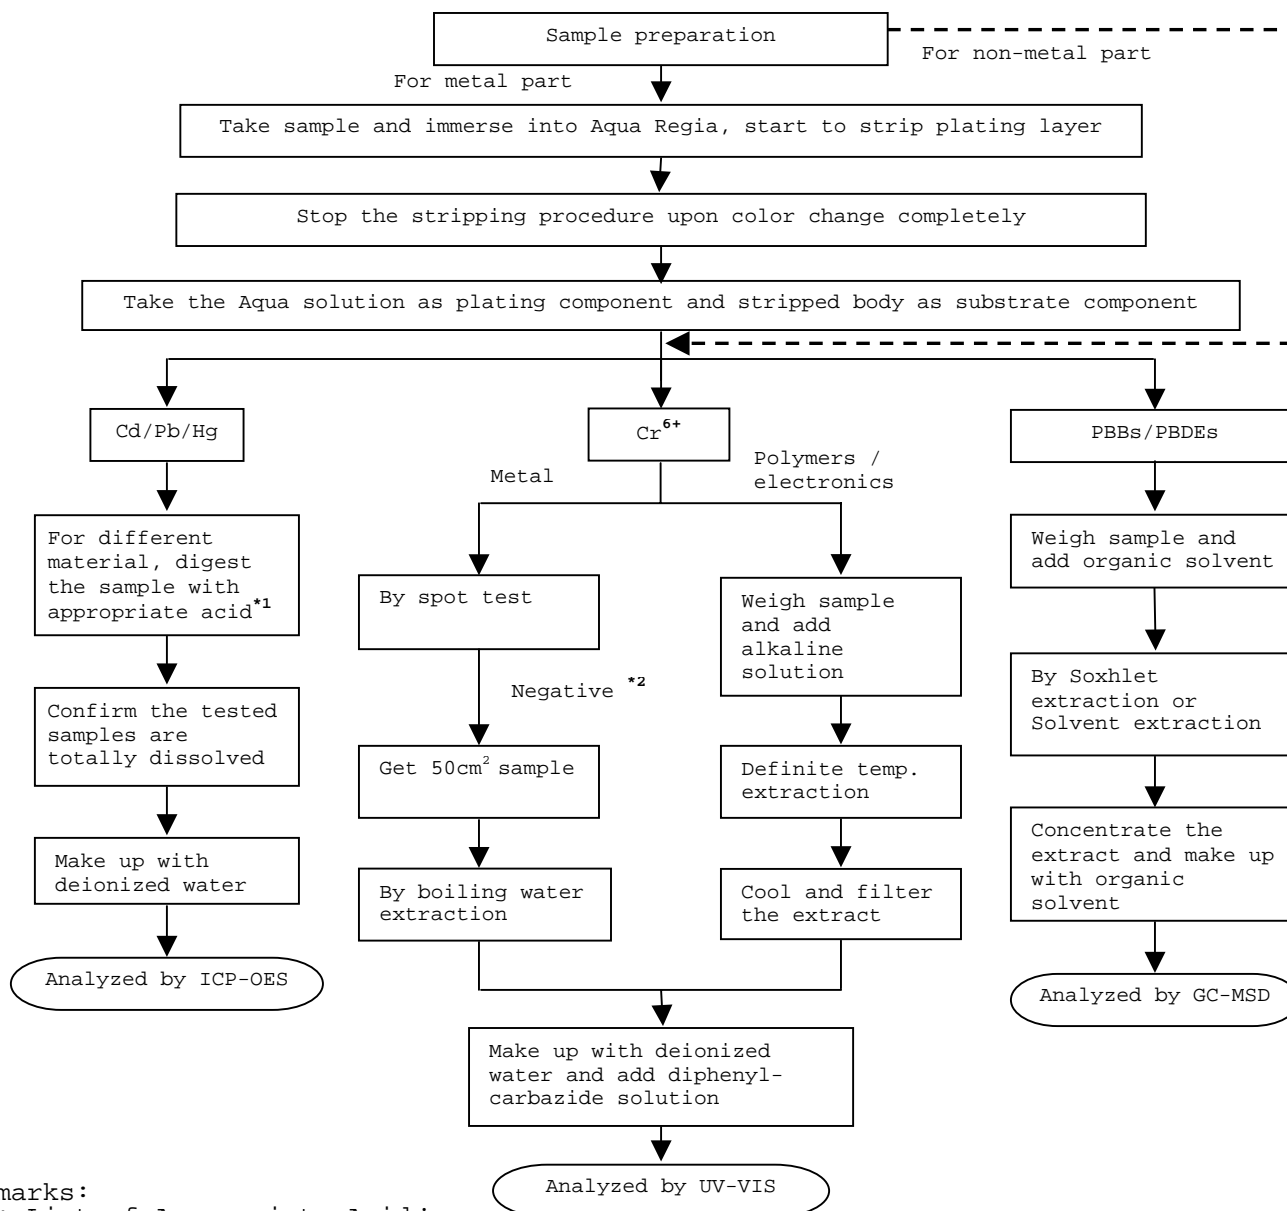 Sample preparation
For non-metal part
For metal part
Take sample and immerse into Aqua Regia, start to strip plating layer
Stop the stripping procedure upon color change completely
Take the Aqua solution as plating component and stripped body as substrate component
Cd/Pb/Hg
Cr6+
PBBs/PBDEs
Metal
Polymers /
electronics
For different
material, digest
the sample with
appropriate acid*1
By spot test
Weigh sample
and add
alkaline
solution
Weigh sample and
add organic solvent
Negative *2
Confirm the tested
samples are
totally dissolved
Get 50cm2 sample
Definite temp.
extraction
By Soxhlet
extraction or
Solvent extraction
Make up with
deionized water
By boiling water
extraction
Cool and filter
the extract
Concentrate the
extract and make up
with organic
solvent
Analyzed by ICP-OES
Analyzed by GC-MSD
Make up with deionized
water and add diphenyl-
carbazide solution
Analyzed by UV-VIS
marks: